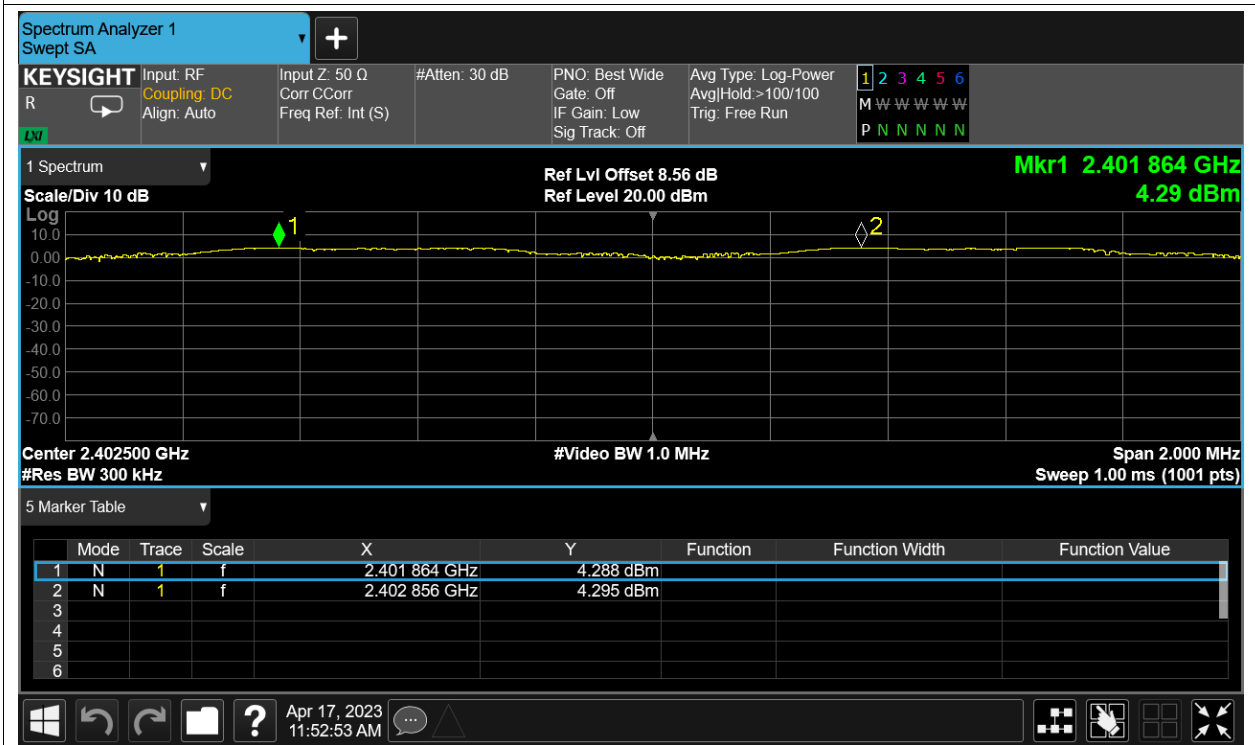 Spectrum Analyzer 1
Swept SA
+
KEYSIGHT Input: RF Input Z: 50 Ω #Atten: 30 dB PNO: Best Wide Avg Type: Log-Power 1 2 3 4 5 6
R Coupling: DC Corr CCorr Gate: Off Avg|Hold:>100/100 M W W W W W
Align: Auto Freq Ref: Int (S) IF Gain: Low Trig: Free Run
LXI Sig Track: Off P N N N N N
1 Spectrum Ref Lvl Offset 8.56 dB Mkr1 2.401 864 GHz
Scale/Div 10 dB Ref Level 20.00 dBm 4.29 dBm
Log
1 2
10.0
0.00
-10.0
-20.0
-30.0
-40.0
-50.0
-60.0
-70.0
Center 2.402500 GHz #Video BW 1.0 MHz Span 2.000 MHz
#Res BW 300 kHz Sweep 1.00 ms (1001 pts)
5 Marker Table
Mode Trace Scale X Y Function Function Width Function Value
1 N 1 f 2.401 864 GHz 4.288 dBm
2 N 1 f 2.402 856 GHz 4.295 dBm
3
4
5
6
? Apr 17, 2023
11:52:53 AM